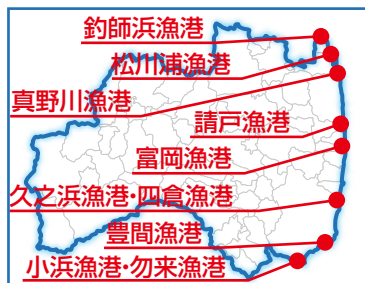 釣師浜漁港
松川浦漁港
真野川漁港
請戸漁港
富岡漁港
久之浜漁港・四倉漁港
豊間漁港
小浜漁港・勿来漁港